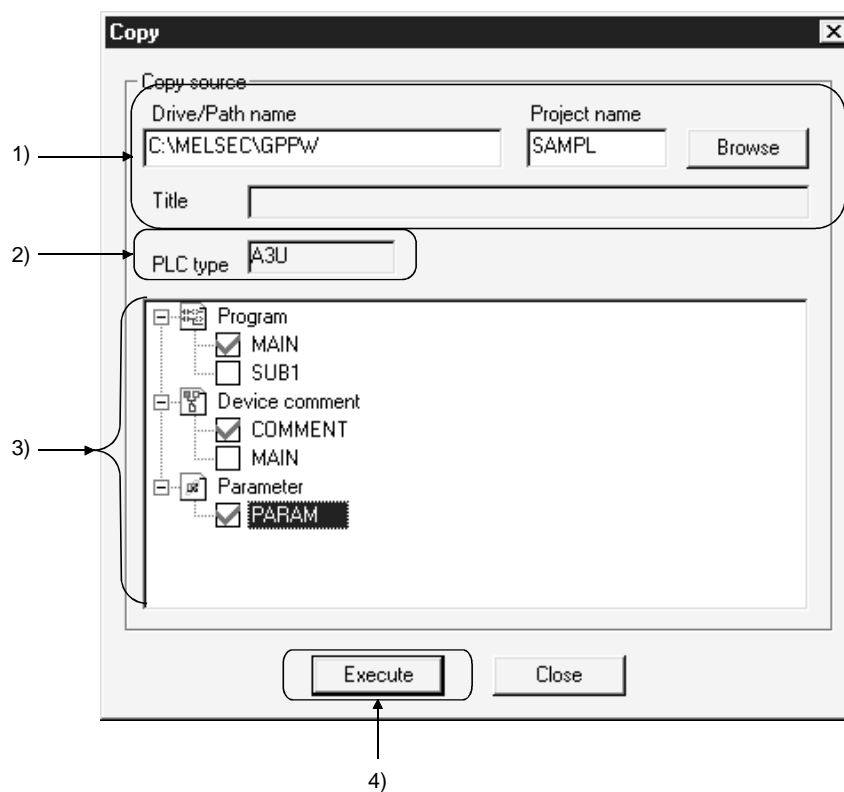 Copy
Copy source
Drive/Path name Project name
1) C:\MELSEC\GPPW SAMPL Browse
Title
2) PLC type A3U
Program
MAIN
SUB1
Device comment
3) COMMENT
MAIN
Parameter
PARAM
Execute Close
4)